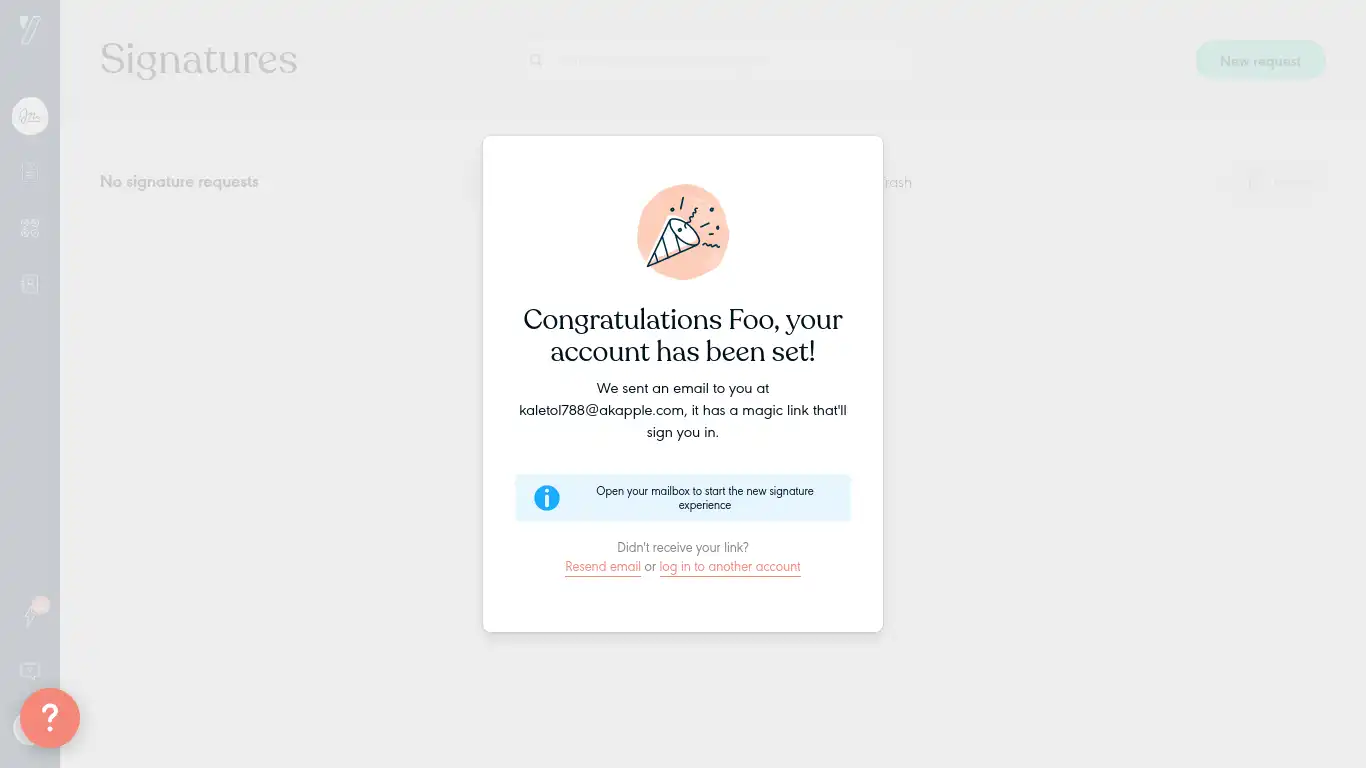 Signatures
New request
No signature requests
rash
Congratulations Foo, your
account has been set!
We sent an email to you at
kaletol788@akapple.com, it has a magic link that'll
sign you in.
Open your mailbox to start the new signature
experience
Didn't receive your link?
Resend email or log in to another account
?